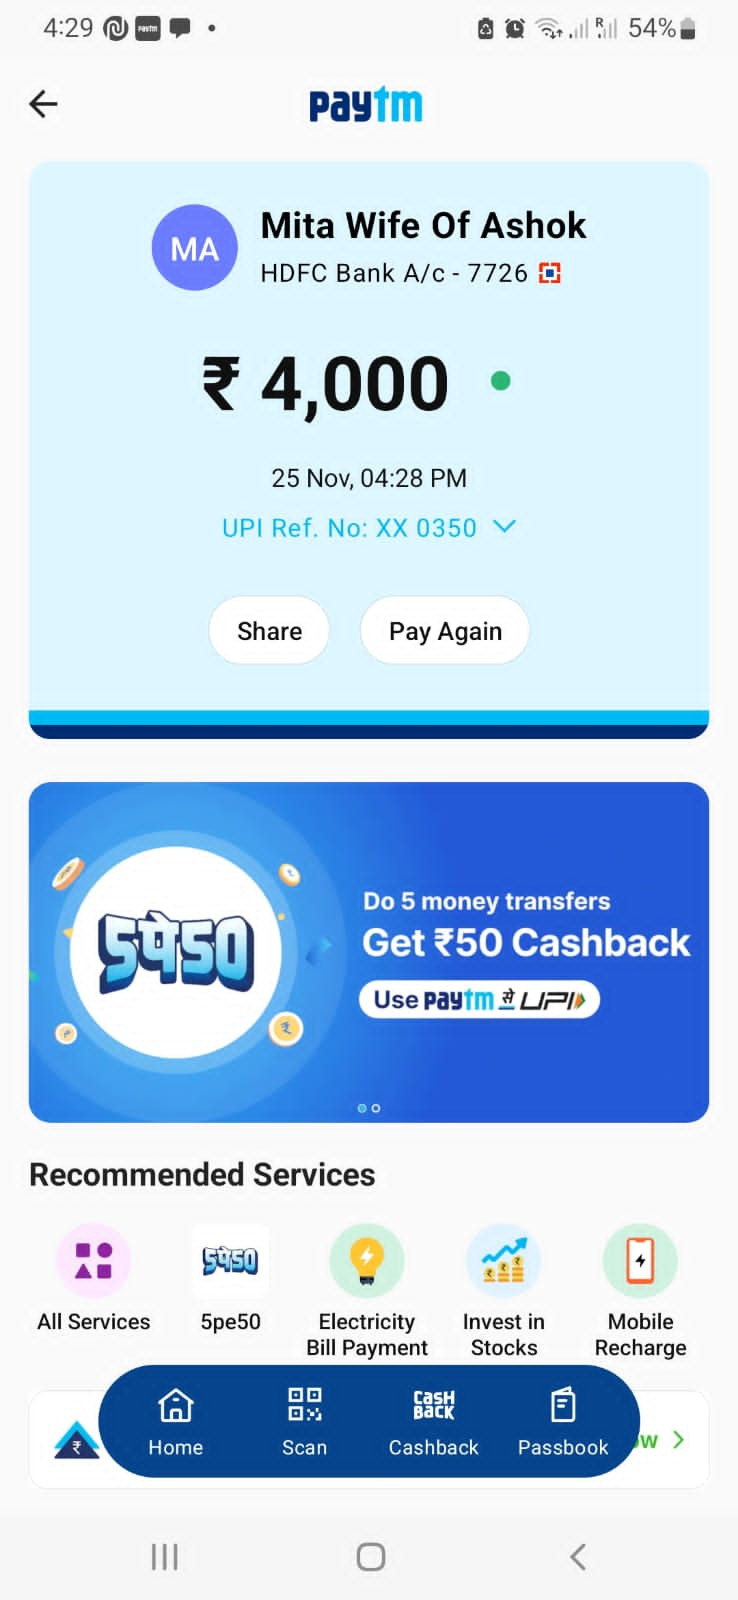 4:29
paytm
R
54%
paytm
MA
Mita Wife Of Ashok
HDFC Bank A/c - 7726
₹ 4,000
25 Nov, 04:28 PM
UPI Ref. No: XX 0350
Share
Pay Again
5पे50
Do 5 money transfers
Get ₹50 Cashback
Use paytm से UPI
Recommended Services
5पे50
All Services
5pe50
Electricity
Bill Payment
Invest in
Stocks
Mobile
Recharge
CASH
BACK
Home
Scan
Cashback
Passbook